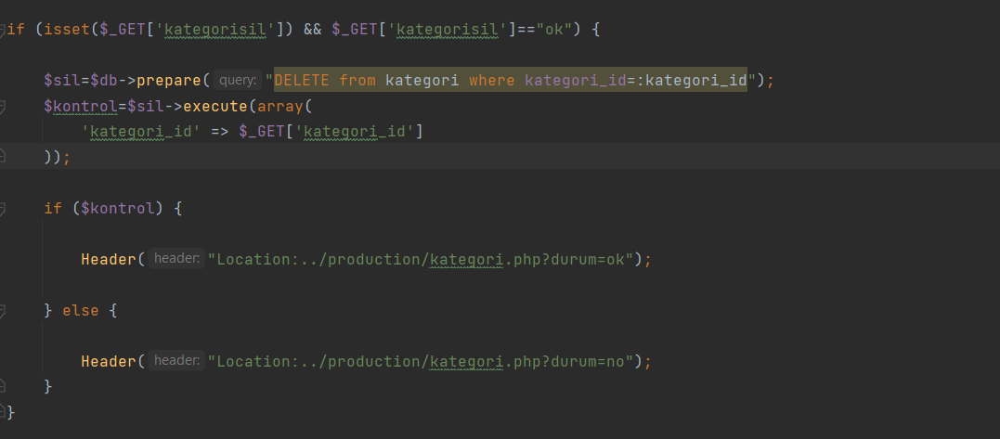 if (isset($_GET['kategorisil']) && $_GET['kategorisil']=="ok") {
$sil=$db->prepare( query: "DELETE from kategori where kategori_id=:kategori_id");
$kontrol=$sil->execute(array(
'kategori_id' => $_GET['kategori_id']
));
if ($kontrol) {
Header( header: "Location:../production/kategori.php?durum=ok");
} else {
Header( header: "Location:../production/kategori.php?durum=no");
}
}